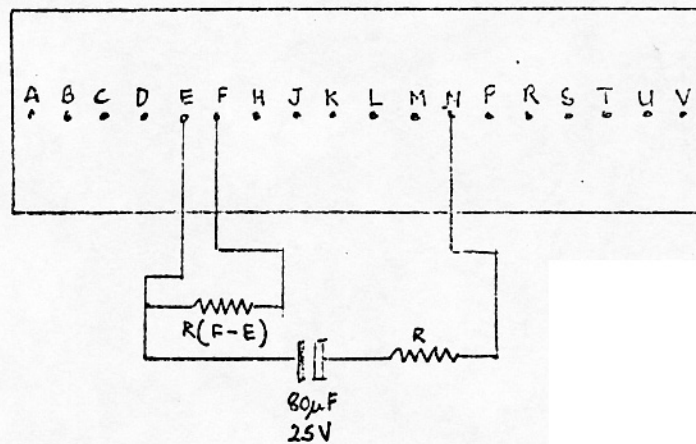 A B C D E F H J K L M N P R S T U V
R(F-E)
R
80µF
25V